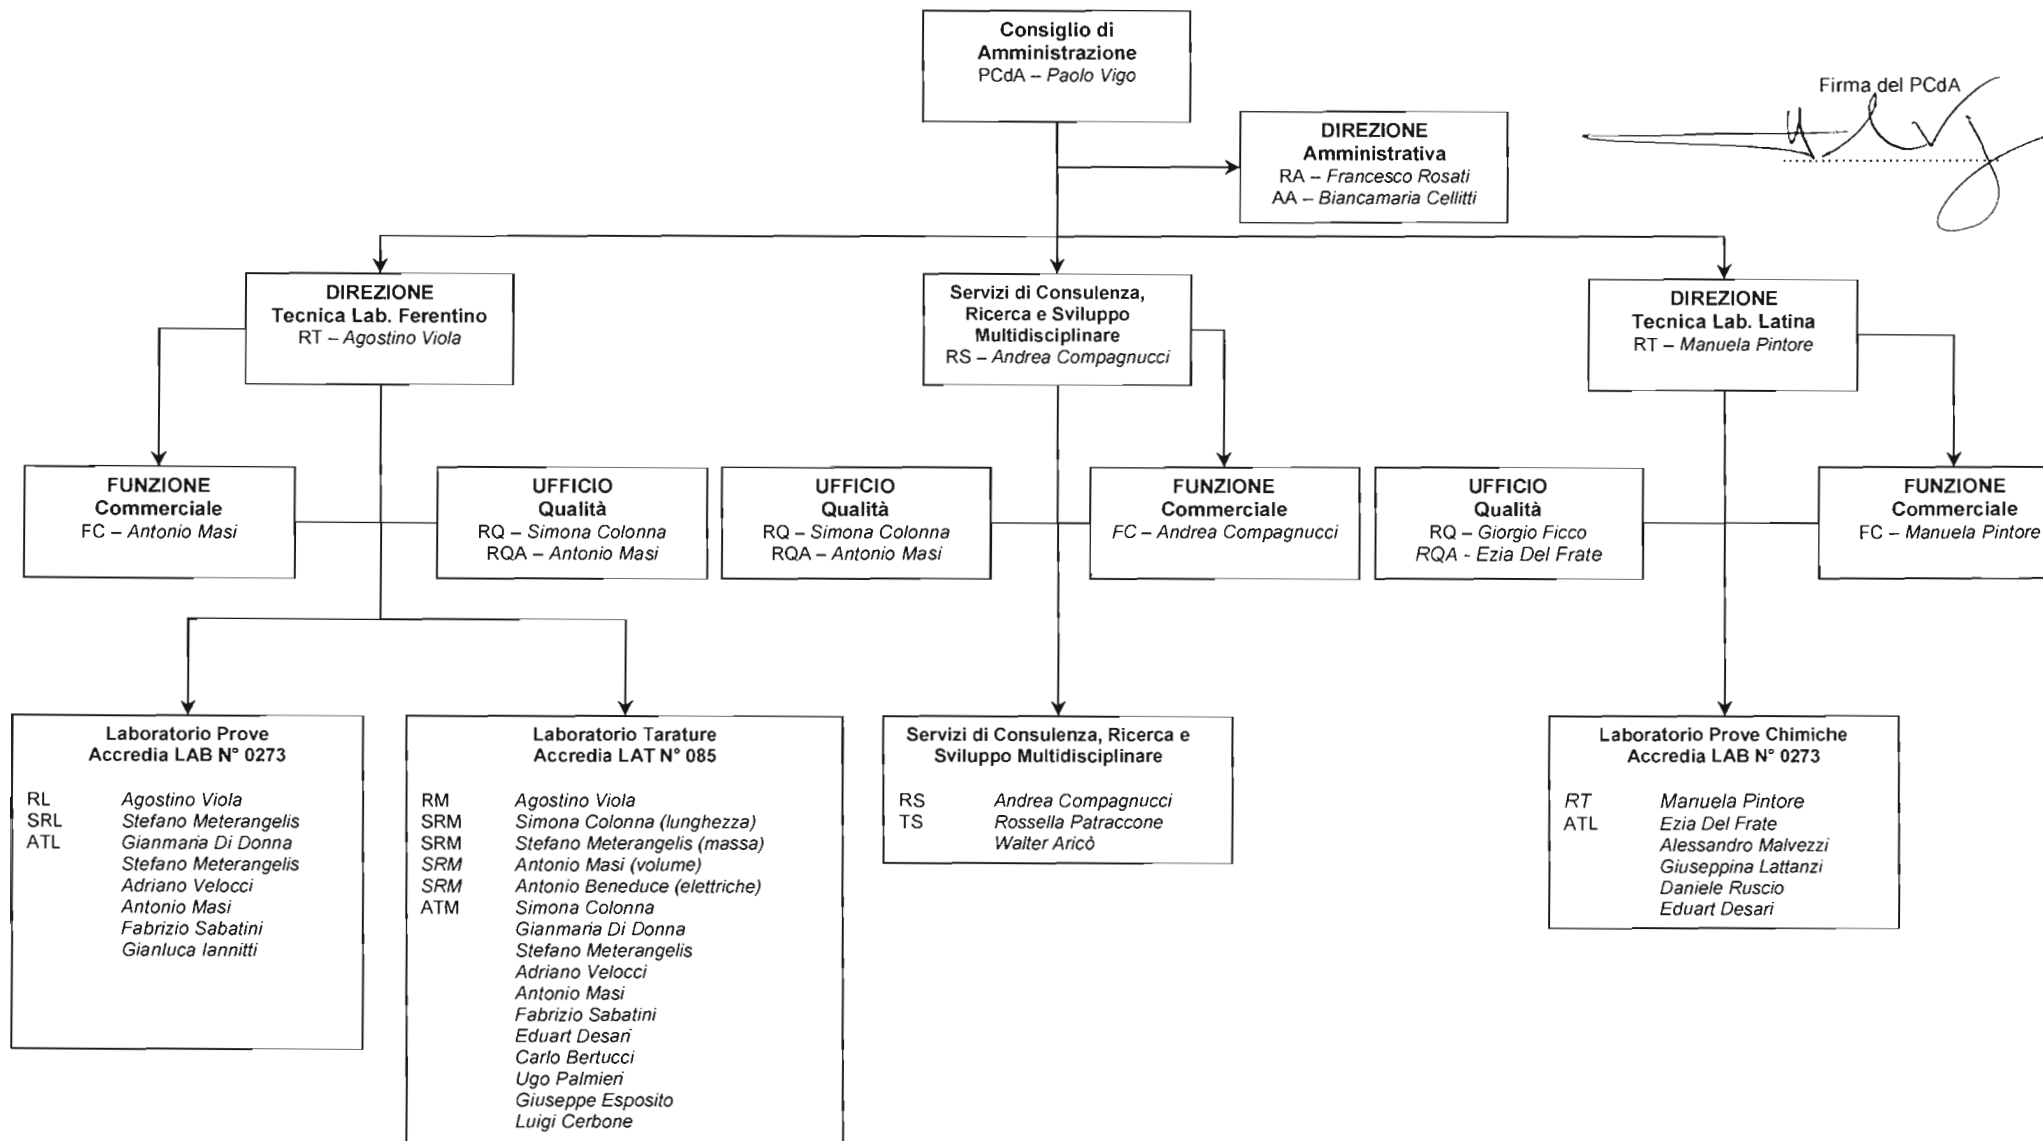 Consiglio di
Amministrazione
PCdA – Paolo Vigo
Firma del PCdA
DIREZIONE
Amministrativa
RA – Francesco Rosati
AA – Biancamaria Cellitti
DIREZIONE
Tecnica Lab. Ferentino
RT – Agostino Viola
Servizi di Consulenza,
Ricerca e Sviluppo
Multidisciplinare
RS – Andrea Compagnucci
DIREZIONE
Tecnica Lab. Latina
RT – Manuela Pintore
FUNZIONE
Commerciale
FC – Antonio Masi
UFFICIO
Qualità
RQ – Simona Colonna
RQA – Antonio Masi
UFFICIO
Qualità
RQ – Simona Colonna
RQA – Antonio Masi
FUNZIONE
Commerciale
FC – Andrea Compagnucci
UFFICIO
Qualità
RQ – Giorgio Ficco
RQA - Ezia Del Frate
FUNZIONE
Commerciale
FC – Manuela Pintore
Laboratorio Prove
Accredia LAB N° 0273
RL Agostino Viola
SRL Stefano Meterangelis
ATL Gianmaria Di Donna
Stefano Meterangelis
Adriano Velocci
Antonio Masi
Fabrizio Sabatini
Gianluca Iannitti
Laboratorio Tarature
Accredia LAT N° 085
RM Agostino Viola
SRM Simona Colonna (lunghezza)
SRM Stefano Meterangelis (massa)
SRM Antonio Masi (volume)
SRM Antonio Beneduce (elettriche)
ATM Simona Colonna
Gianmaria Di Donna
Stefano Meterangelis
Adriano Velocci
Antonio Masi
Fabrizio Sabatini
Eduart Desari
Carlo Bertucci
Ugo Palmieri
Giuseppe Esposito
Luigi Cerbone
Servizi di Consulenza, Ricerca e
Sviluppo Multidisciplinare
RS Andrea Compagnucci
TS Rossella Patraccone
Walter Aricò
Laboratorio Prove Chimiche
Accredia LAB N° 0273
RT Manuela Pintore
ATL Ezia Del Frate
Alessandro Malvezzi
Giuseppina Lattanzi
Daniele Ruscio
Eduart Desari